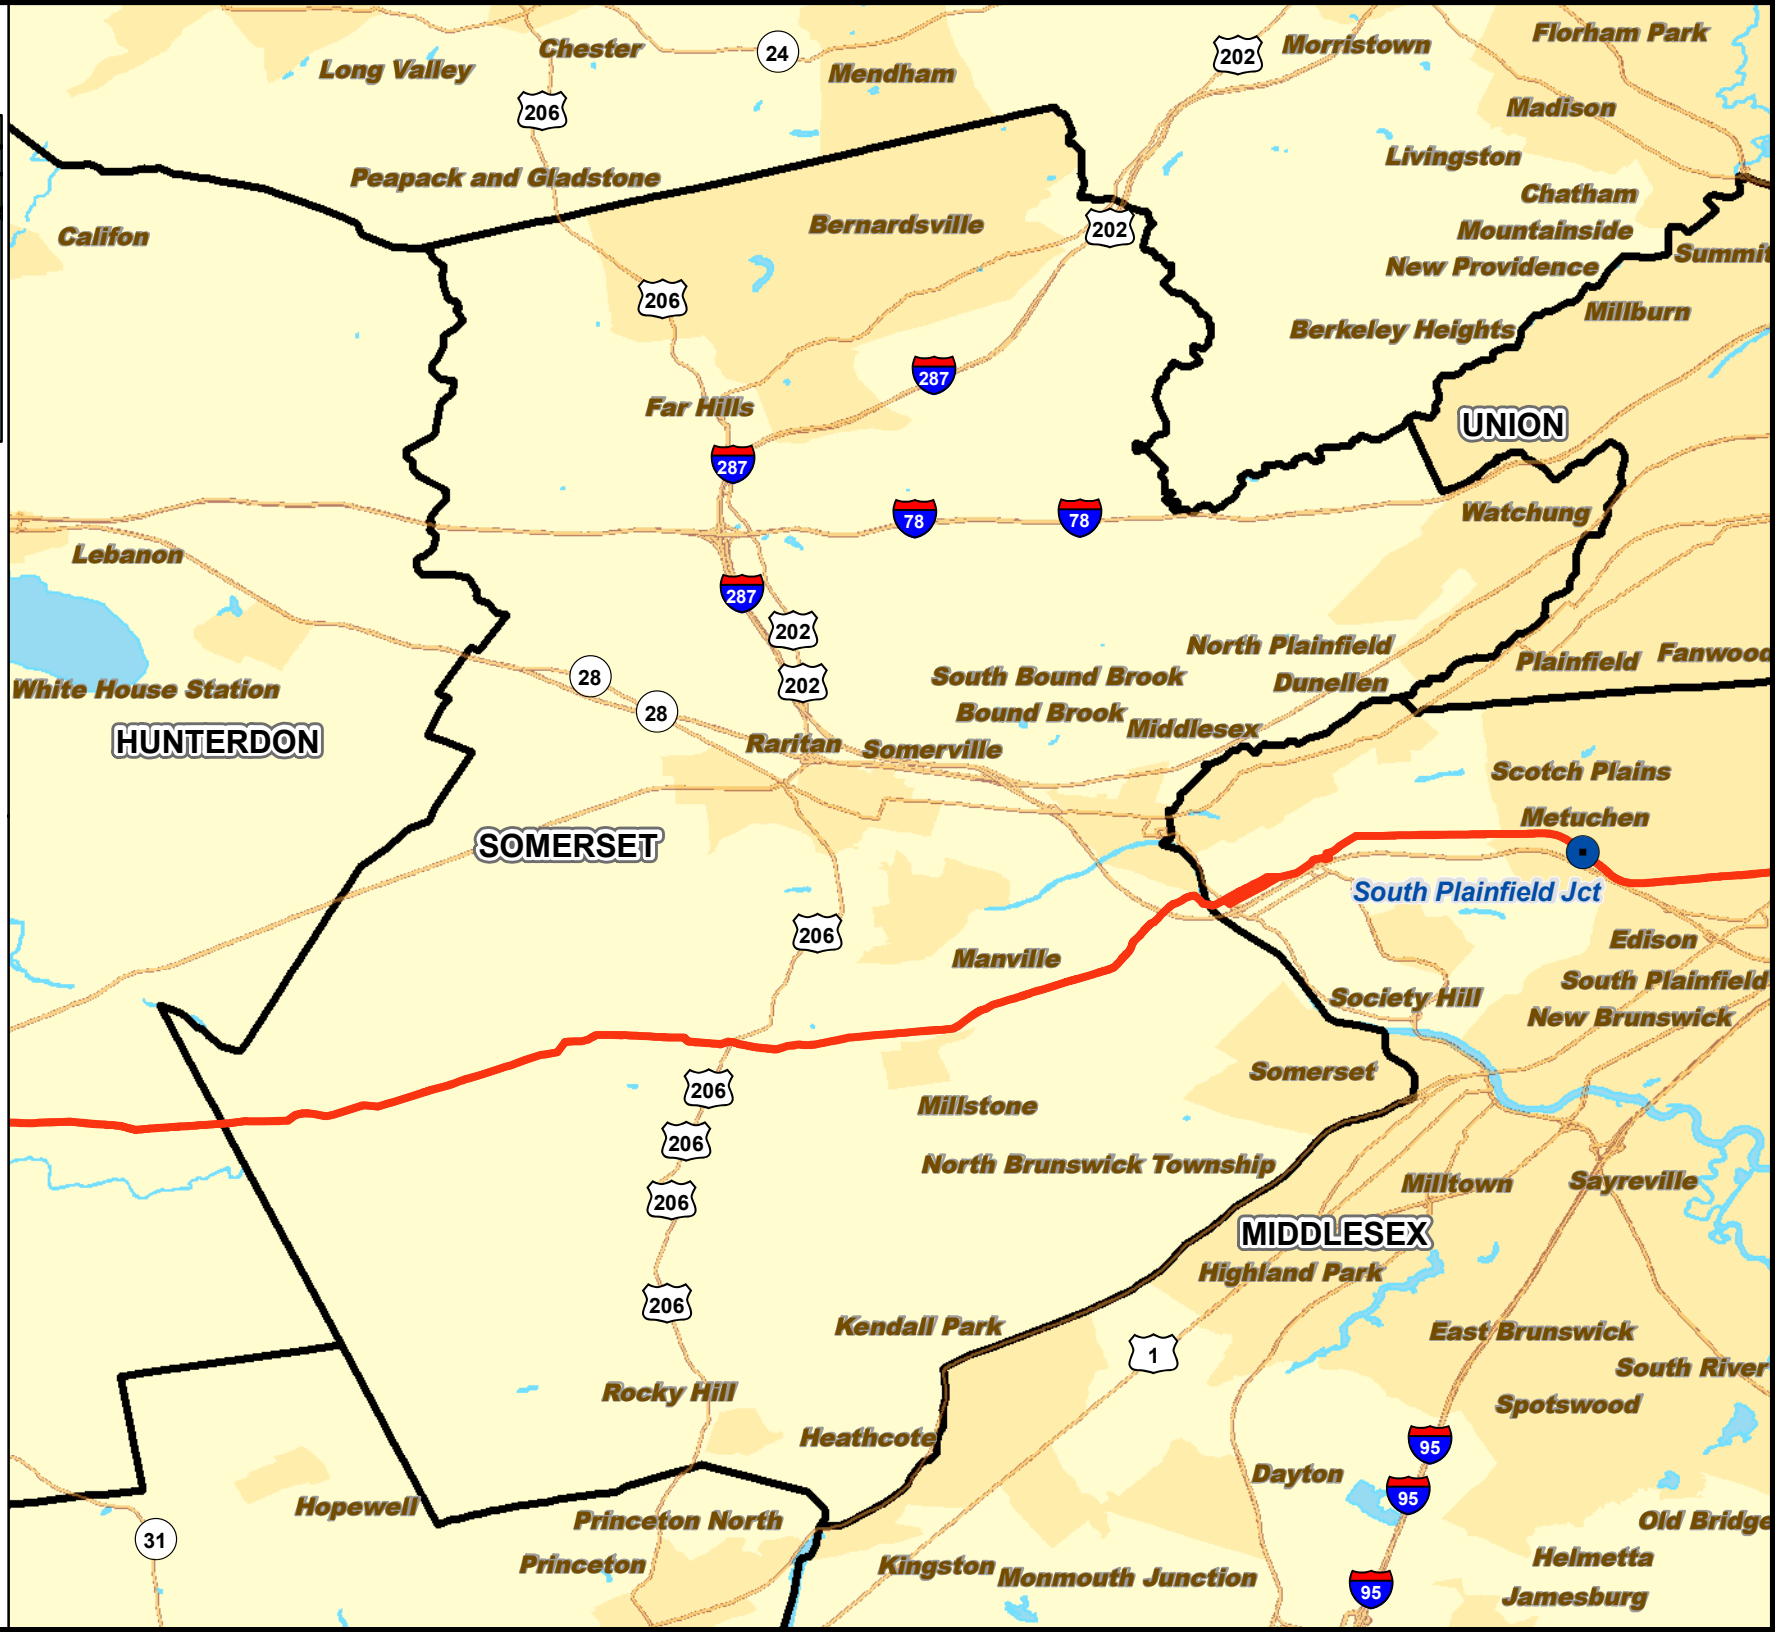 Florham Park
Chester
24
202
Morristown
Long Valley
Mendham
206
Madison
Livingston
Peapack and Gladstone
Chatham
Bernardsville
202
Mountainside
Califon
Summit
New Providence
206
Millburn
Berkeley Heights
287
Far Hills
UNION
287
78
78
Watchung
Lebanon
287
202
North Plainfield
Plainfield
Fanwood
28
South Bound Brook
202
Dunellen
White House Station
28
Bound Brook
Middlesex
HUNTERDON
Raritan
Somerville
Scotch Plains
Metuchen
SOMERSET
South Plainfield Jct
206
Edison
Manville
South Plainfield
Society Hill
New Brunswick
Somerset
206
Millstone
206
North Brunswick Township
Milltown
Sayreville
206
MIDDLESEX
Highland Park
206
Kendall Park
East Brunswick
1
South River
Rocky Hill
Spotswood
Heathcote
95
Dayton
95
Hopewell
Princeton North
Old Bridge
31
Helmetta
Princeton
Kingston
Monmouth Junction
95
Jamesburg